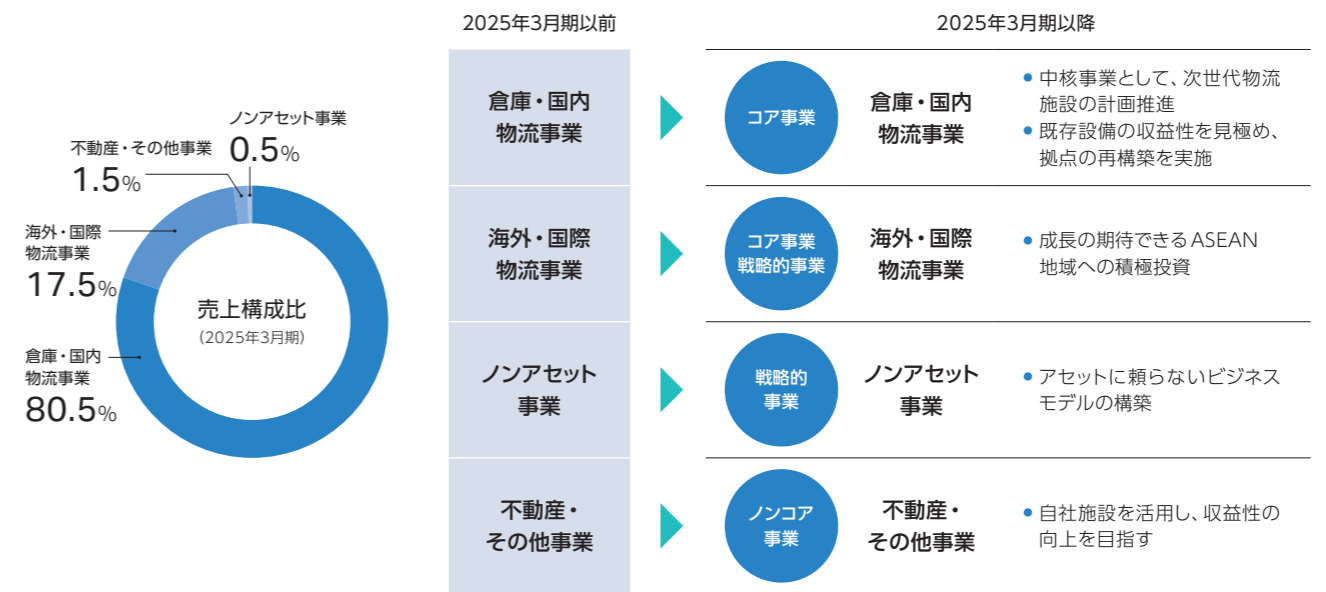 ノンアセット事業
0.5%
不動産・その他事業
1.5%
海外・国際
物流事業
17.5%
倉庫・国内
物流事業
80.5%
売上構成比
(2025年3月期)
2025年3月期以前
2025年3月期以降
倉庫・国内
物流事業
コア事業
倉庫・国内
物流事業
● 中核事業として、次世代物流
施設の計画推進
● 既存設備の収益性を見極め、
拠点の再構築を実施
海外・国際
物流事業
コア事業
戦略的事業
海外・国際
物流事業
● 成長の期待できるASEAN
地域への積極投資
ノンアセット
事業
戦略的
事業
ノンアセット
事業
● アセットに頼らないビジネス
モデルの構築
不動産・
その他事業
ノンコア
事業
不動産・
その他事業
● 自社施設を活用し、収益性の
向上を目指す